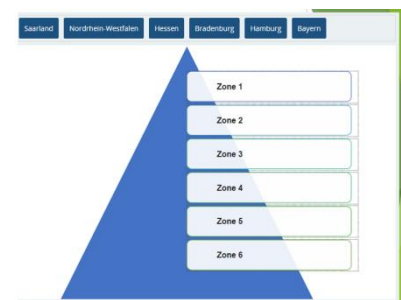 Saarland Nordrhein-Westfalen Hessen Bradenburg Hamburg Bayern
Zone 1
Zone 2
Zone 3
Zone 4
Zone 5
Zone 6